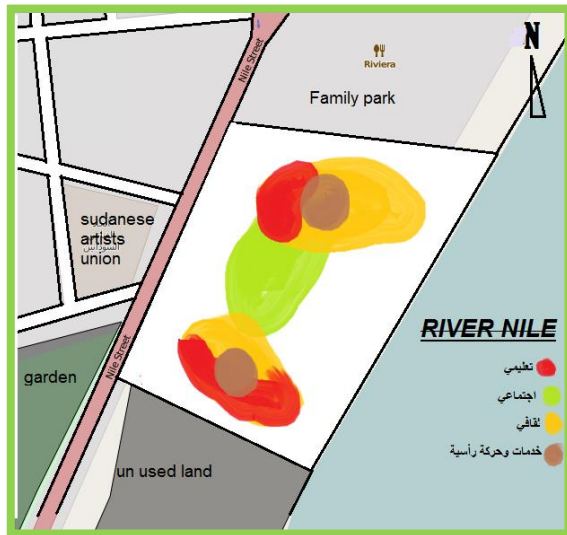 Nile Street
Riviera
N
Family park
sudanese
artists
union
RIVER NILE
تعليمي
اجتماعي
ثقافي
خدمات وحركة رأسية
garden
Nile Street
un used land